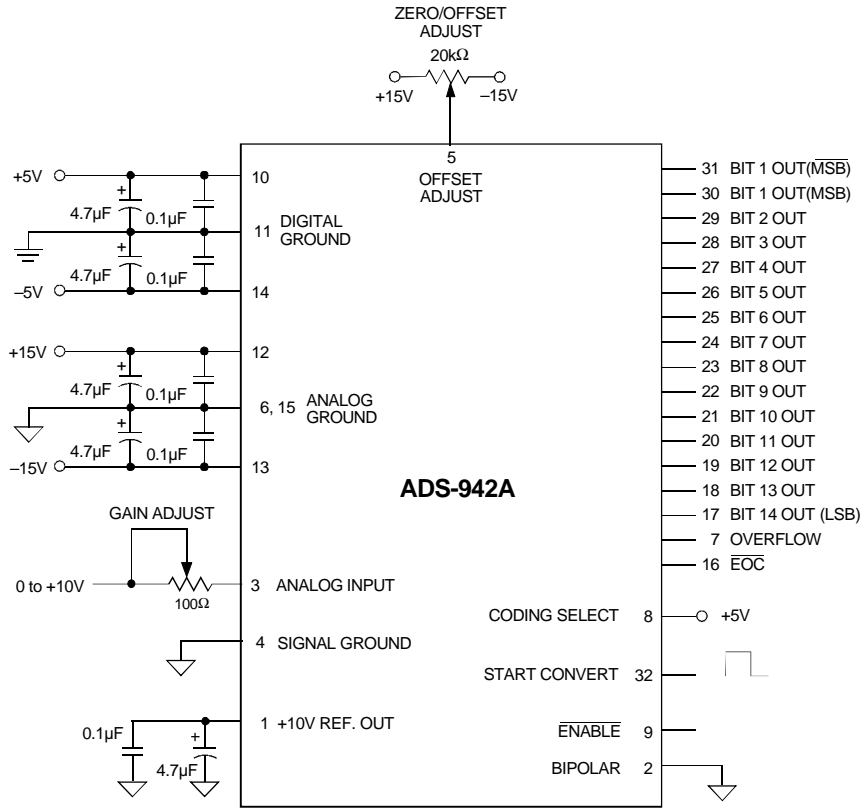 ZERO/OFFSET
ADJUST
20kΩ
+15V
–15V
5
OFFSET
ADJUST
+5V
10
+
4.7µF
0.1µF
11 DIGITAL
GROUND
+
4.7µF
0.1µF
–5V
14
+15V
12
+
4.7µF
0.1µF
6, 15 ANALOG
GROUND
+
4.7µF
0.1µF
–15V
13
ADS-942A
GAIN ADJUST
0 to +10V
100Ω
3 ANALOG INPUT
4 SIGNAL GROUND
1 +10V REF. OUT
0.1µF
+
4.7µF
31 BIT 1 OUT(M̅S̅B̅)
30 BIT 1 OUT(MSB)
29 BIT 2 OUT
28 BIT 3 OUT
27 BIT 4 OUT
26 BIT 5 OUT
25 BIT 6 OUT
24 BIT 7 OUT
23 BIT 8 OUT
22 BIT 9 OUT
21 BIT 10 OUT
20 BIT 11 OUT
19 BIT 12 OUT
18 BIT 13 OUT
17 BIT 14 OUT (LSB)
7 OVERFLOW
16 E̅O̅C̅
CODING SELECT 8
+5V
START CONVERT 32
E̅N̅A̅B̅L̅E̅ 9
BIPOLAR 2